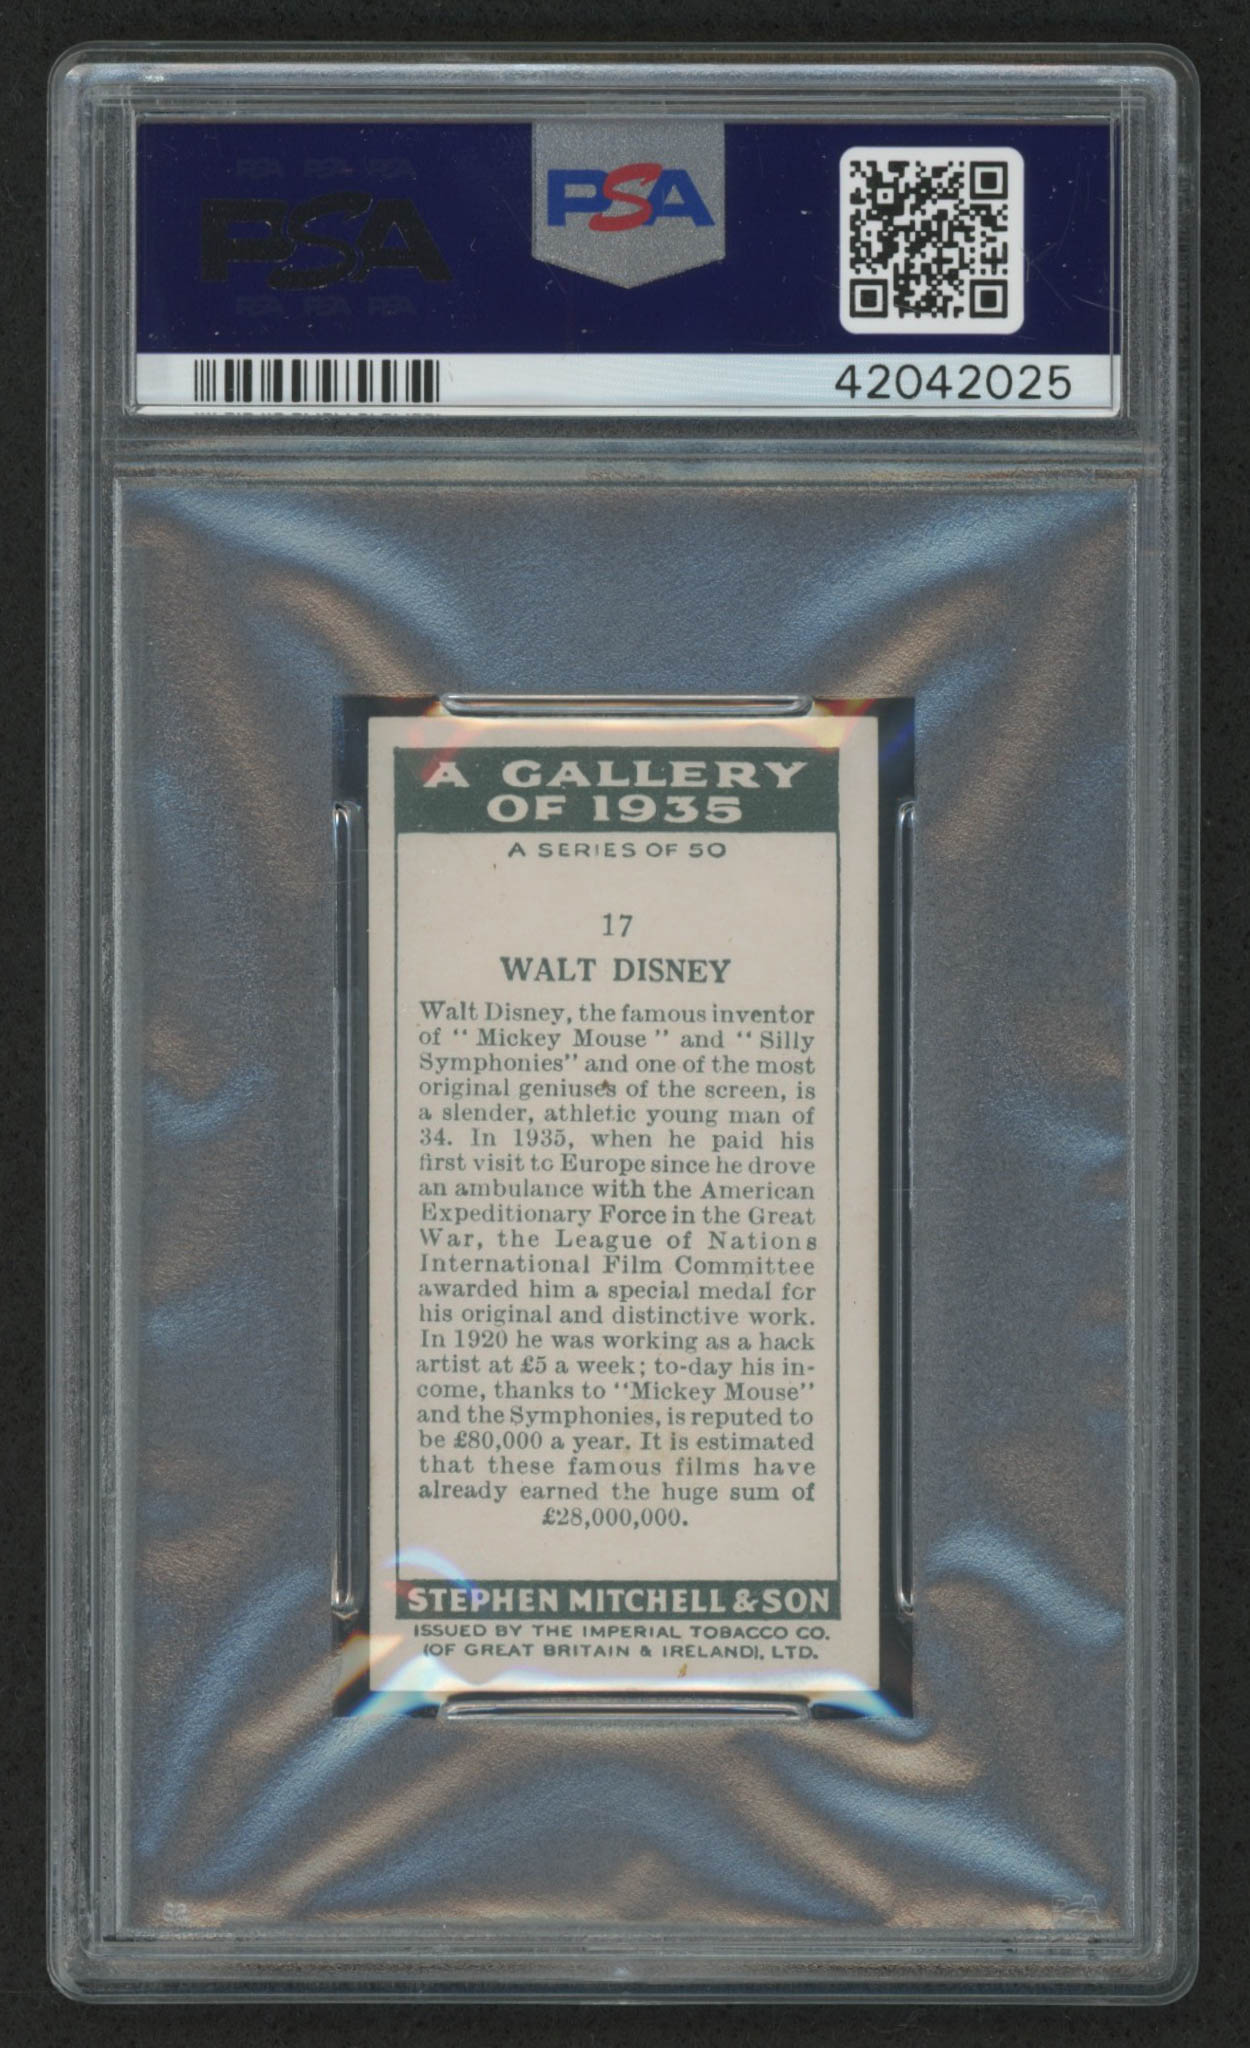 PSA PSA PSA
PSA
PSA PSA PSA
PSA
42042025
A GALLERY
OF 1935
A SERIES OF 50
17
WALT DISNEY
Walt Disney, the famous inventor
of "Mickey Mouse" and "Silly
Symphonies" and one of the most
original geniuses of the screen, is
a slender, athletic young man of
34. In 1935, when he paid his
first visit to Europe since he drove
an ambulance with the American
Expeditionary Force in the Great
War, the League of Nations
International Film Committee
awarded him a special medal for
his original and distinctive work.
In 1920 he was working as a hack
artist at £5 a week; to-day his in-
come, thanks to "Mickey Mouse"
and the Symphonies, is reputed to
be £80,000 a year. It is estimated
that these famous films have
already earned the huge sum of
£28,000,000.
STEPHEN MITCHELL & SON
ISSUED BY THE IMPERIAL TOBACCO CO.
(OF GREAT BRITAIN & IRELAND), LTD.
PSA